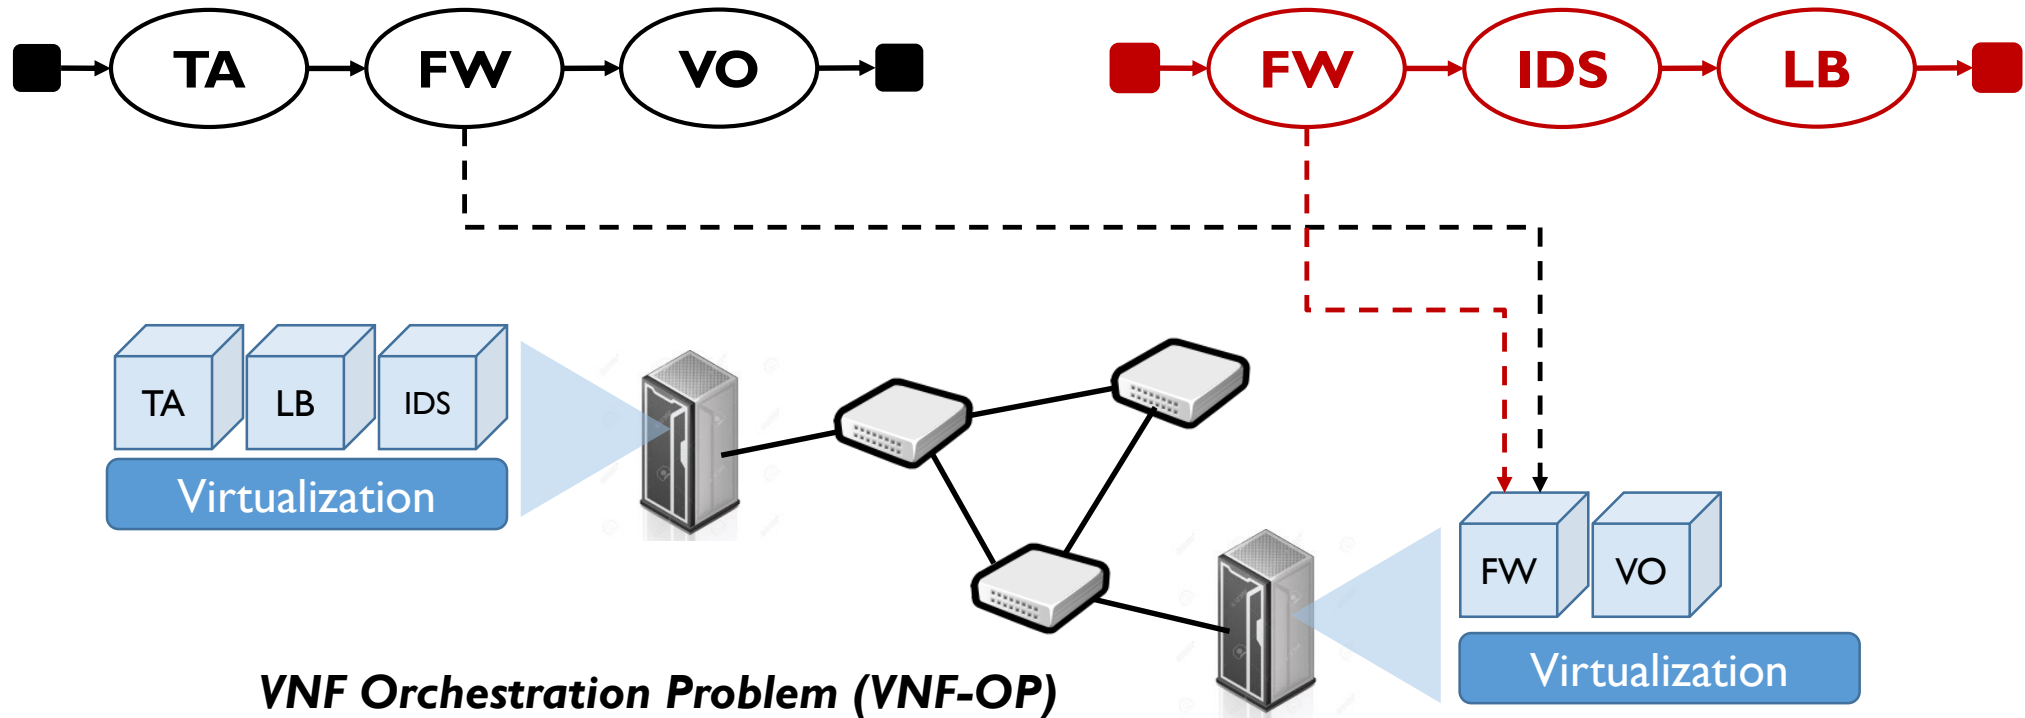 TA FW VO FW IDS LB
TA LB IDS
Virtualization
FW VO
Virtualization
VNF Orchestration Problem (VNF-OP)